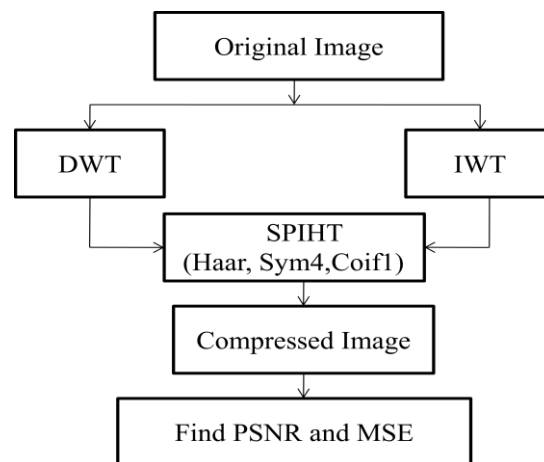 Original Image
DWT
IWT
SPIHT
(Haar, Sym4,Coif1)
Compressed Image
Find PSNR and MSE